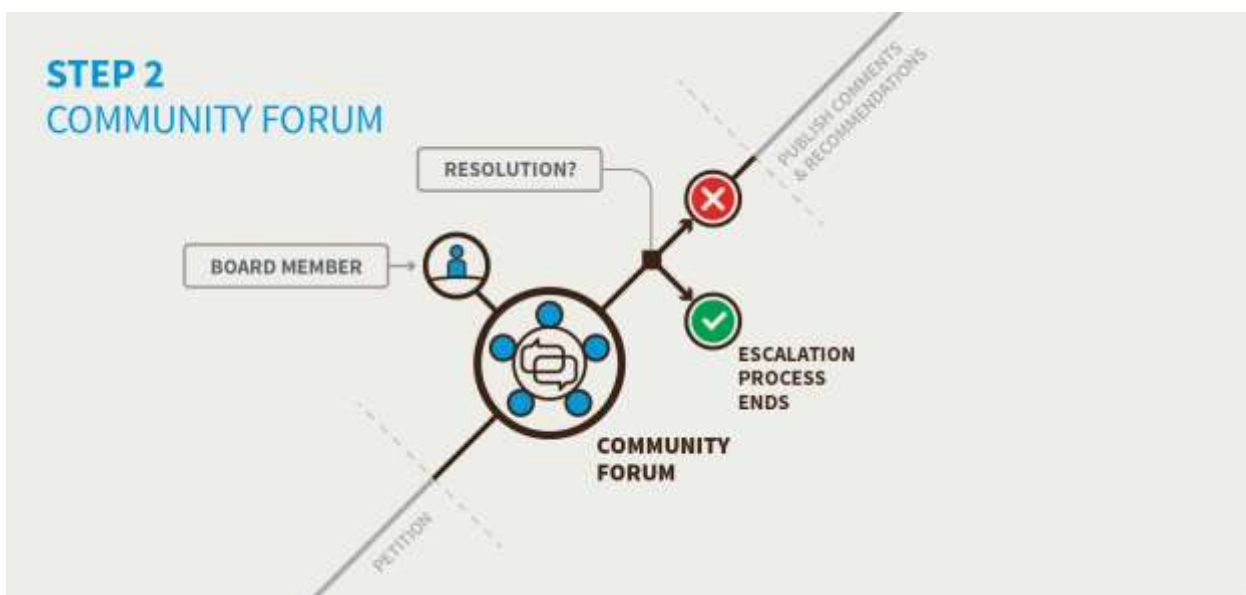 STEP 2
COMMUNITY FORUM
PUBLISH COMMENTS
& RECOMMENDATIONS
RESOLUTION?
BOARD MEMBER
ESCALATION
PROCESS
ENDS
COMMUNITY
FORUM
PETITION